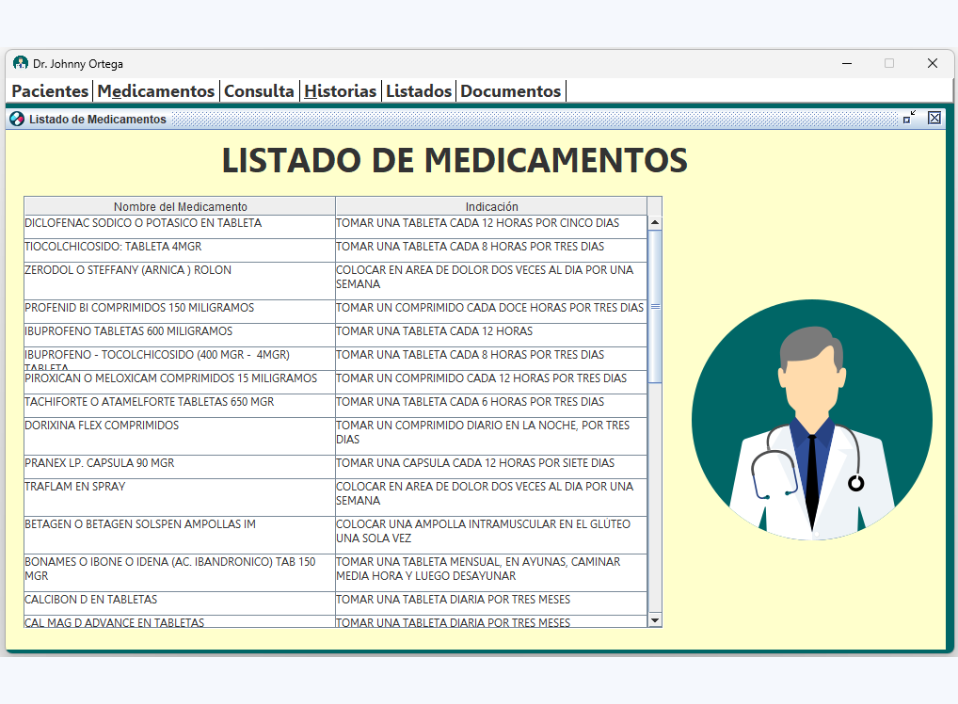 Dr. Johnny Ortega
Pacientes Medicamentos Consulta Historias Listados Documentos
Listado de Medicamentos
LISTADO DE MEDICAMENTOS
Nombre del Medicamento Indicación
DICLOFENAC SODICO O POTASICO EN TABLETA TOMAR UNA TABLETA CADA 12 HORAS POR CINCO DIAS
TIOCOLCHICOSIDO: TABLETA 4MGR TOMAR UNA TABLETA CADA 8 HORAS POR TRES DIAS
ZERODOL O STEFFANY (ARNICA ) ROLON COLOCAR EN AREA DE DOLOR DOS VECES AL DIA POR UNA
SEMANA
PROFENID BI COMPRIMIDOS 150 MILIGRAMOS TOMAR UN COMPRIMIDO CADA DOCE HORAS POR TRES DIAS
IBUPROFENO TABLETAS 600 MILIGRAMOS TOMAR UNA TABLETA CADA 12 HORAS
IBUPROFENO - TOCOLCHICOSIDO (400 MGR - 4MGR) TOMAR UNA TABLETA CADA 8 HORAS POR TRES DIAS
TABLETA
PIROXICAN O MELOXICAM COMPRIMIDOS 15 MILIGRAMOS TOMAR UN COMPRIMIDO CADA 12 HORAS POR TRES DIAS
TACHIFORTE O ATAMELFORTE TABLETAS 650 MGR TOMAR UNA TABLETA CADA 6 HORAS POR TRES DIAS
DORIXINA FLEX COMPRIMIDOS TOMAR UN COMPRIMIDO DIARIO EN LA NOCHE, POR TRES
DIAS
PRANEX LP. CAPSULA 90 MGR TOMAR UNA CAPSULA CADA 12 HORAS POR SIETE DIAS
TRAFLAM EN SPRAY COLOCAR EN AREA DE DOLOR DOS VECES AL DIA POR UNA
SEMANA
BETAGEN O BETAGEN SOLSPEN AMPOLLAS IM COLOCAR UNA AMPOLLA INTRAMUSCULAR EN EL GLÚTEO
UNA SOLA VEZ
BONAMES O IBONE O IDENA (AC. IBANDRONICO) TAB 150 TOMAR UNA TABLETA MENSUAL, EN AYUNAS, CAMINAR
MGR MEDIA HORA Y LUEGO DESAYUNAR
CALCIBON D EN TABLETAS TOMAR UNA TABLETA DIARIA POR TRES MESES
CAL MAG D ADVANCE EN TABLETAS TOMAR UNA TABLETA DIARIA POR TRES MESES